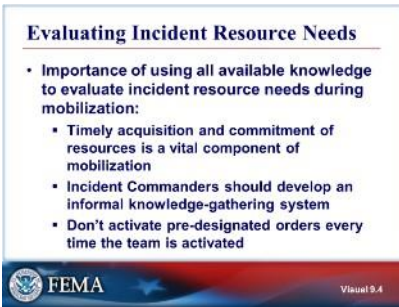 Evaluating Incident Resource Needs
• Importance of using all available knowledge
to evaluate incident resource needs during
mobilization:
▪ Timely acquisition and commitment of
resources is a vital component of
mobilization
▪ Incident Commanders should develop an
informal knowledge-gathering system
▪ Don't activate pre-designated orders every
time the team is activated
FEMA
Visual 9.4